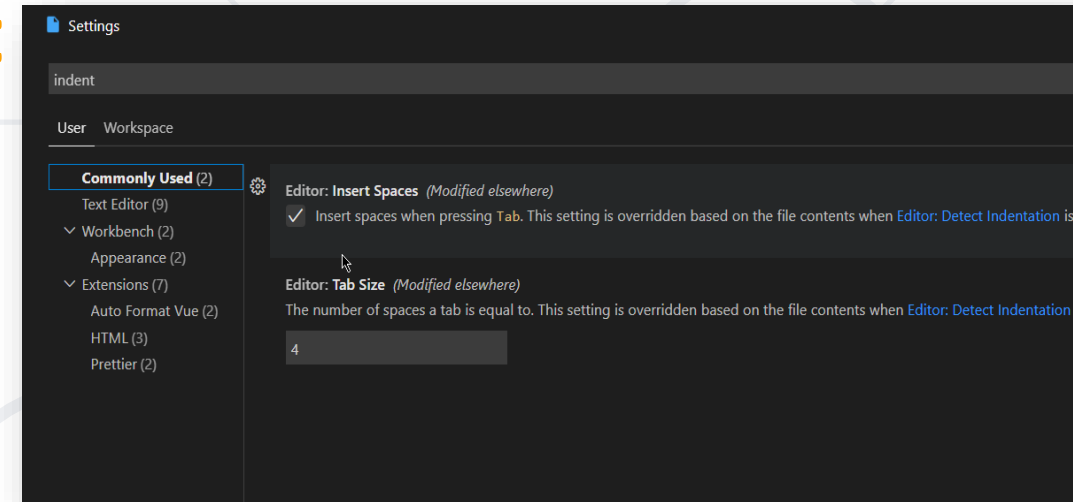 Settings
indent
User Workspace
Commonly Used (2)
Text Editor (9)
Workbench (2)
Appearance (2)
Extensions (7)
Auto Format Vue (2)
HTML (3)
Prettier (2)
Editor: Insert Spaces (Modified elsewhere)
Insert spaces when pressing Tab. This setting is overridden based on the file contents when Editor: Detect Indentation is
Editor: Tab Size (Modified elsewhere)
The number of spaces a tab is equal to. This setting is overridden based on the file contents when Editor: Detect Indentation
4